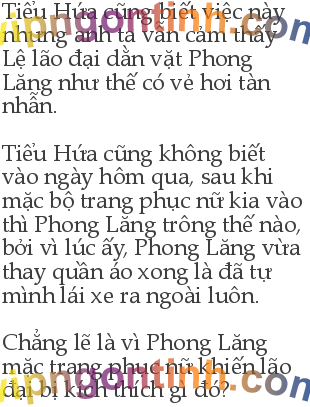 Tiểu Hứa cũng biết việc này
nhưng anh ta vẫn cảm thấy
Lệ lão đại dằn vặt Phong
Lăng như thế có vẻ hơi tàn
nhẫn.
Tiểu Hứa cũng không biết
vào ngày hôm qua, sau khi
mặc bộ trang phục nữ kia vào
thì Phong Lăng trông thế nào,
bởi vì lúc ấy, Phong Lăng vừa
thay quần áo xong là đã tự
mình lái xe ra ngoài luôn.
Chẳng lẽ là vì Phong Lăng
mặc trang phục nữ khiến lão
đại bị kích thích gì đó?
vipngontinh.com
vipngontinh.com